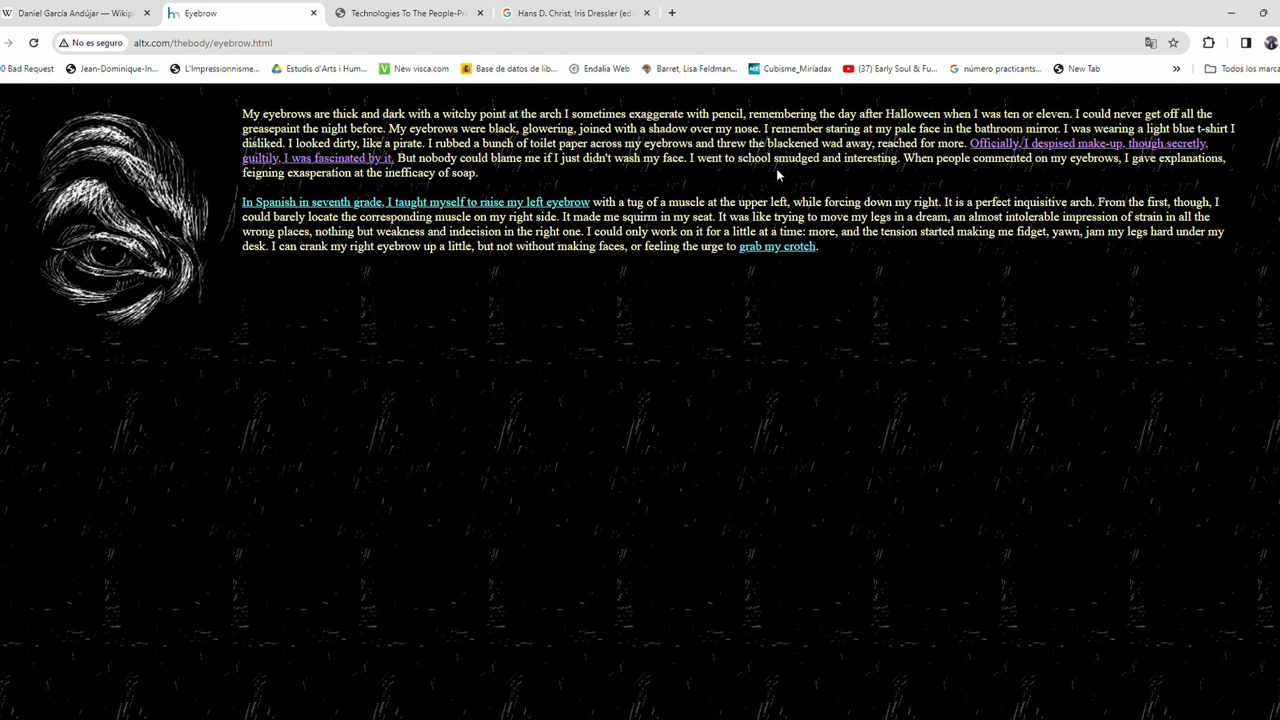 Daniel García Andújar — Wikip
Eyebrow
Technologies To The People-Pr
Hans D. Christ, Iris Dressler (ed
No es seguro
altx.com/thebody/eyebrow.html
00 Bad Request
Jean-Dominique-In...
L'Impressionnisme...
Estudis d'Arts i Hum...
New visca.com
Base de datos de lib...
Endalia Web
Barret, Lisa Feldman...
Cubisme_Miríadax
(37) Early Soul & Fu...
número practicants...
New Tab
Todos los marca
My eyebrows are thick and dark with a witchy point at the arch I sometimes exaggerate with pencil, remembering the day after Halloween when I was ten or eleven. I could never get off all the
greasepaint the night before. My eyebrows were black, glowering, joined with a shadow over my nose. I remember staring at my pale face in the bathroom mirror. I was wearing a light blue t-shirt I
disliked. I looked dirty, like a pirate. I rubbed a bunch of toilet paper across my eyebrows and threw the blackened wad away, reached for more. Officially, I despised make-up, though secretly,
guiltily, I was fascinated by it. But nobody could blame me if I just didn't wash my face. I went to school smudged and interesting. When people commented on my eyebrows, I gave explanations,
feigning exasperation at the inefficacy of soap.
In Spanish in seventh grade, I taught myself to raise my left eyebrow with a tug of a muscle at the upper left, while forcing down my right. It is a perfect inquisitive arch. From the first, though, I
could barely locate the corresponding muscle on my right side. It made me squirm in my seat. It was like trying to move my legs in a dream, an almost intolerable impression of strain in all the
wrong places, nothing but weakness and indecision in the right one. I could only work on it for a little at a time: more, and the tension started making me fidget, yawn, jam my legs hard under my
desk. I can crank my right eyebrow up a little, but not without making faces, or feeling the urge to grab my crotch.